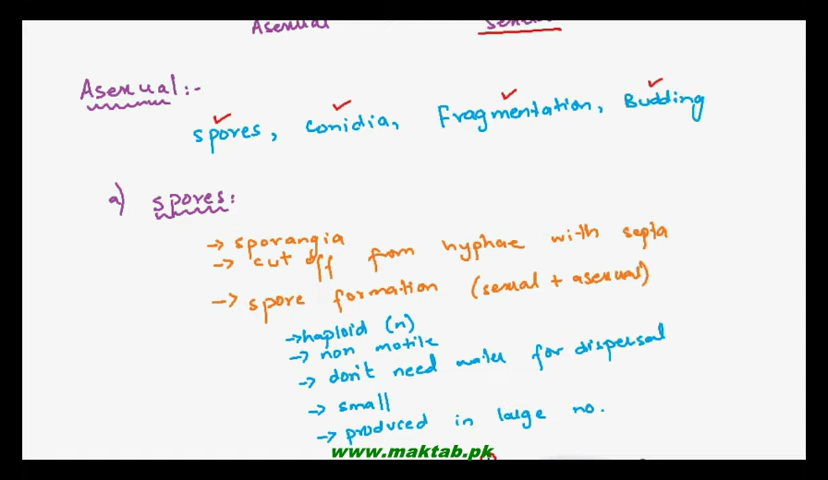 Asexual
Asexual:-
spores, Conidia, Fragmentation, Budding
a) spores:
→ sporangia
→ cut off from hyphae with septa
→ spore formation (sexual + asexual)
→ haploid (n)
→ non motile
→ don't need water for dispersal
→ small
→ produced in large no.
www.maktab.pk